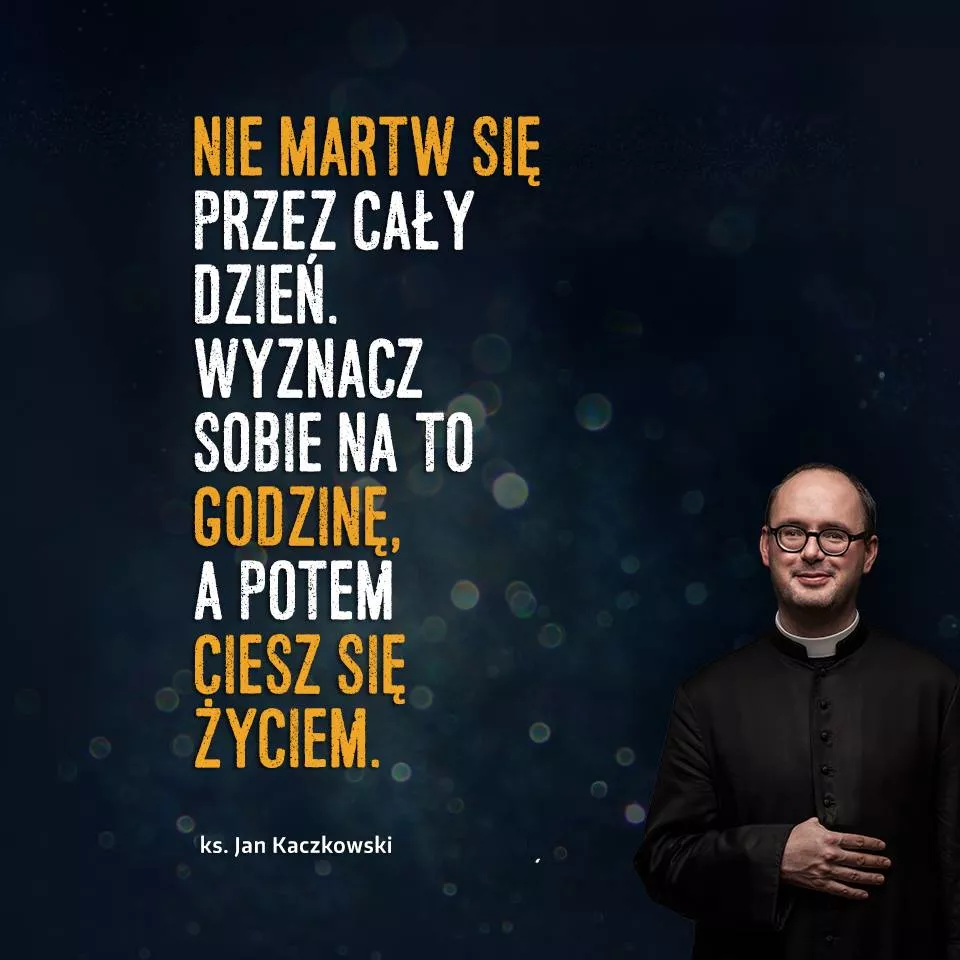 NIE MARTW SIĘ
PRZEZ CAŁY
DZIEŃ.
WYZNACZ
SOBIE NA TO
GODZINĘ,
A POTEM
CIESZ SIĘ
ŻYCIEM.
ks. Jan Kaczkowski